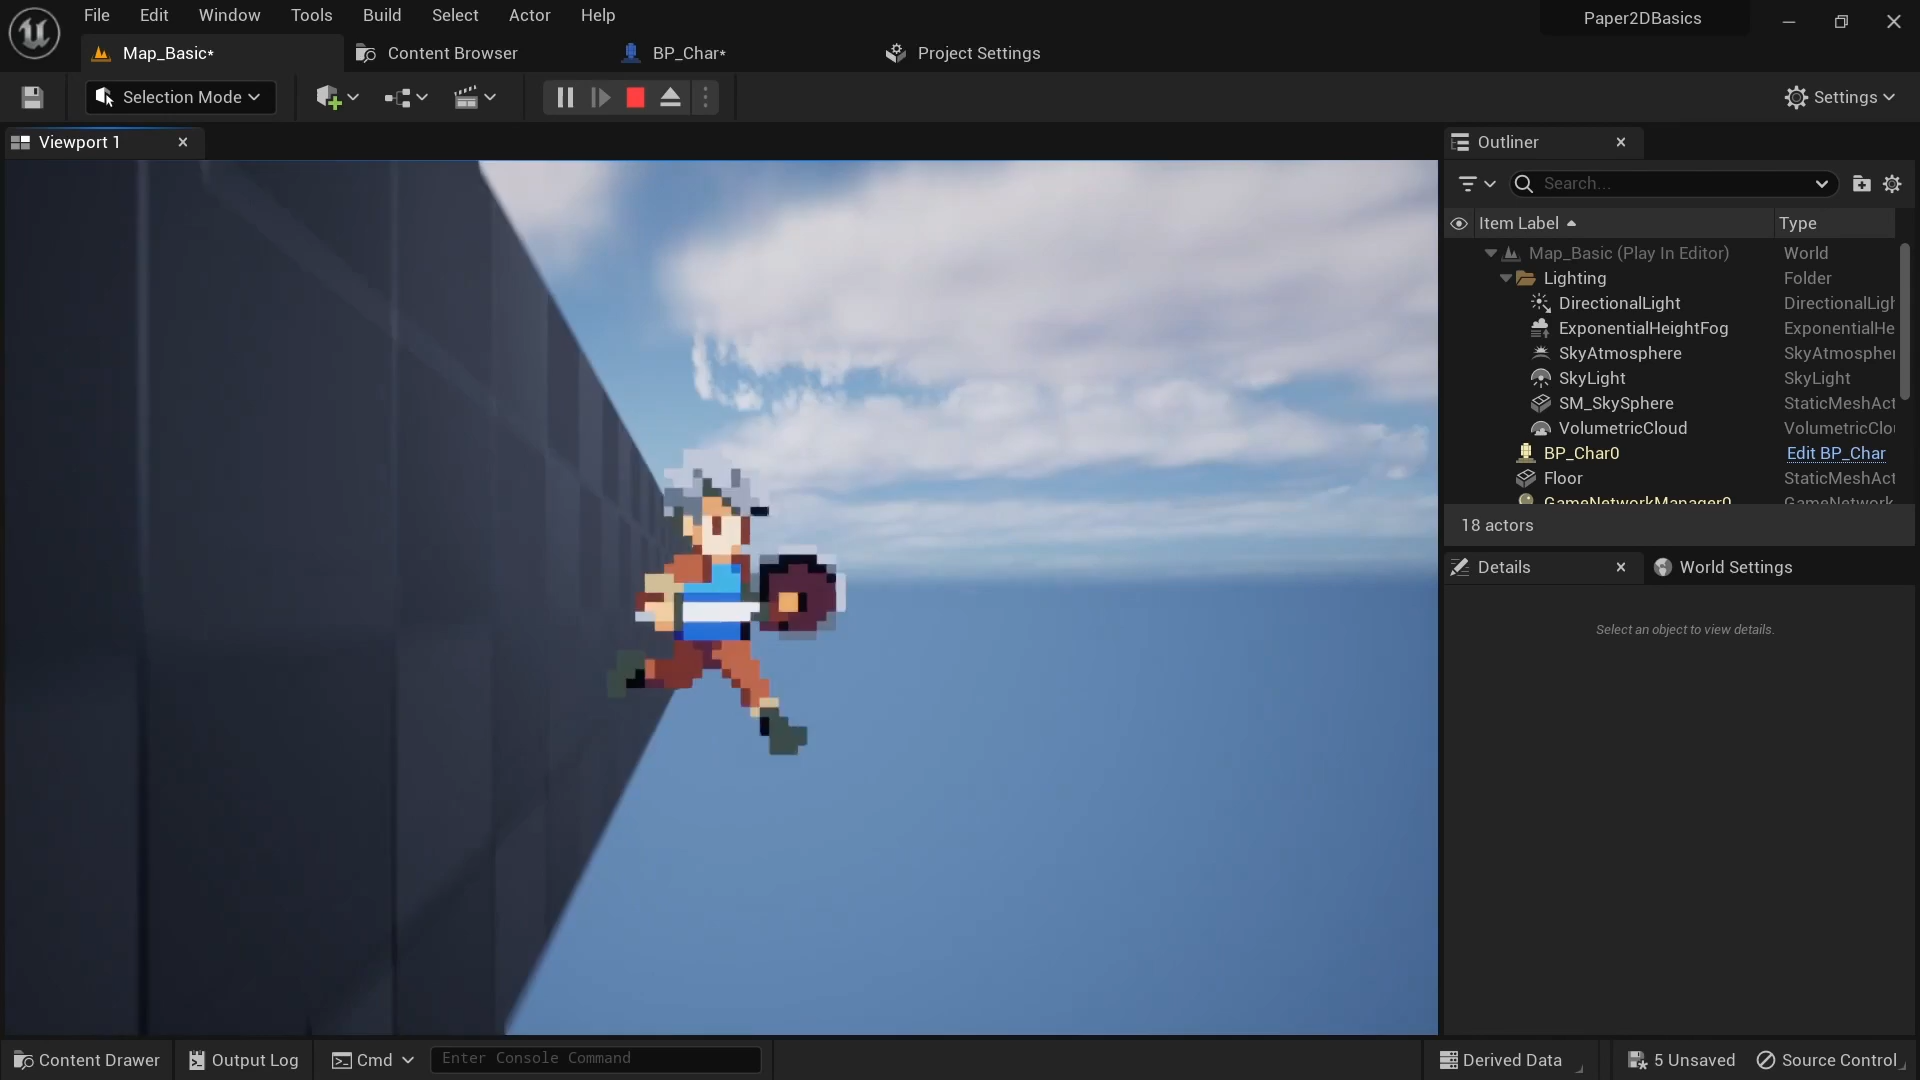 File Edit Window Tools Build Select Actor Help
Paper2DBasics
Map_Basic*
Content Browser
BP_Char*
Project Settings
Selection Mode
Settings
Viewport 1
Outliner
Search...
Item Label
Type
Map_Basic (Play In Editor)
World
Lighting
Folder
DirectionalLight
DirectionalLigh
ExponentialHeightFog
ExponentialHe
SkyAtmosphere
SkyAtmospher
SkyLight
SkyLight
SM_SkySphere
StaticMeshAct
VolumetricCloud
VolumetricClou
BP_Char0
Edit BP_Char
Floor
StaticMeshAct
GameNetworkManager0
GameNetwork
18 actors
Details
World Settings
Select an object to view details.
Content Drawer
Output Log
Cmd
Enter Console Command
Derived Data
5 Unsaved
Source Control